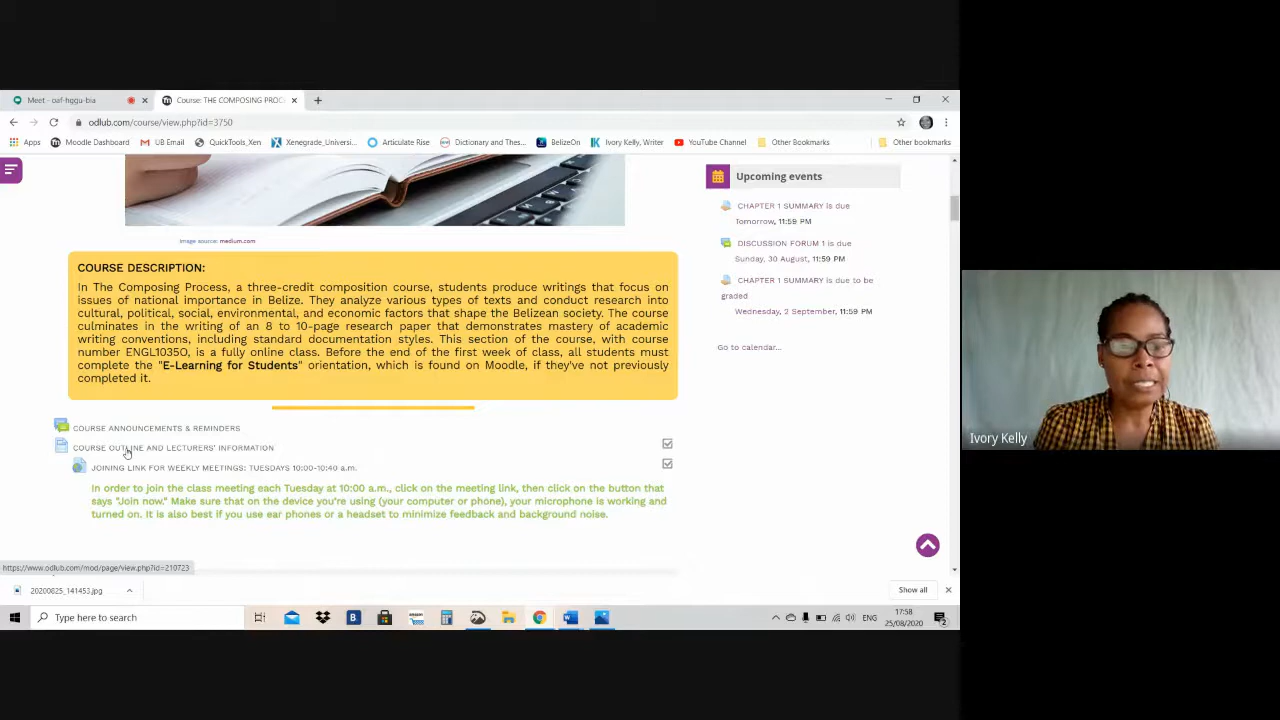 Meet - oaf-hggu-bia
Course: THE COMPOSING PROC
odlub.com/course/view.php?id=3750
Apps
Moodle Dashboard
UB Email
QuickTools_Xen
Xenegrade_Universi...
Articulate Rise
Dictionary and Thes...
BelizeOn
Ivory Kelly, Writer
YouTube Channel
Other Bookmarks
Other bookmarks
Image source: medium.com
COURSE DESCRIPTION:
In The Composing Process, a three-credit composition course, students produce writings that focus on
issues of national importance in Belize. They analyze various types of texts and conduct research into
cultural, political, social, environmental, and economic factors that shape the Belizean society. The course
culminates in the writing of an 8 to 10-page research paper that demonstrates mastery of academic
writing conventions, including standard documentation styles. This section of the course, with course
number ENGL1035O, is a fully online class. Before the end of the first week of class, all students must
complete the "E-Learning for Students" orientation, which is found on Moodle, if they've not previously
completed it.
COURSE ANNOUNCEMENTS & REMINDERS
COURSE OUTLINE AND LECTURERS' INFORMATION
JOINING LINK FOR WEEKLY MEETINGS: TUESDAYS 10:00-10:40 a.m.
In order to join the class meeting each Tuesday at 10:00 a.m., click on the meeting link, then click on the button that
says "Join now." Make sure that on the device you're using (your computer or phone), your microphone is working and
turned on. It is also best if you use ear phones or a headset to minimize feedback and background noise.
Upcoming events
CHAPTER 1 SUMMARY is due
Tomorrow, 11:59 PM
DISCUSSION FORUM 1 is due
Sunday, 30 August, 11:59 PM
CHAPTER 1 SUMMARY is due to be
graded
Wednesday, 2 September, 11:59 PM
Go to calendar...
Ivory Kelly
https://www.odlub.com/mod/page/view.php?id=210723
20200825_141453.jpg
Show all
Type here to search
ENG
17:58
25/08/2020